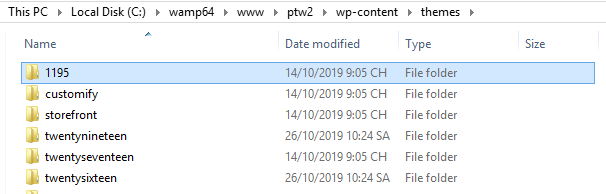 This PC › Local Disk (C:) › wamp64 › www › ptw2 › wp-content › themes ›
Name Date modified Type Size
1195 14/10/2019 9:05 CH File folder
customify 14/10/2019 9:05 CH File folder
storefront 14/10/2019 9:05 CH File folder
twentynineteen 26/10/2019 10:24 SA File folder
twentyseventeen 14/10/2019 9:05 CH File folder
twentysixteen 26/10/2019 10:24 SA File folder